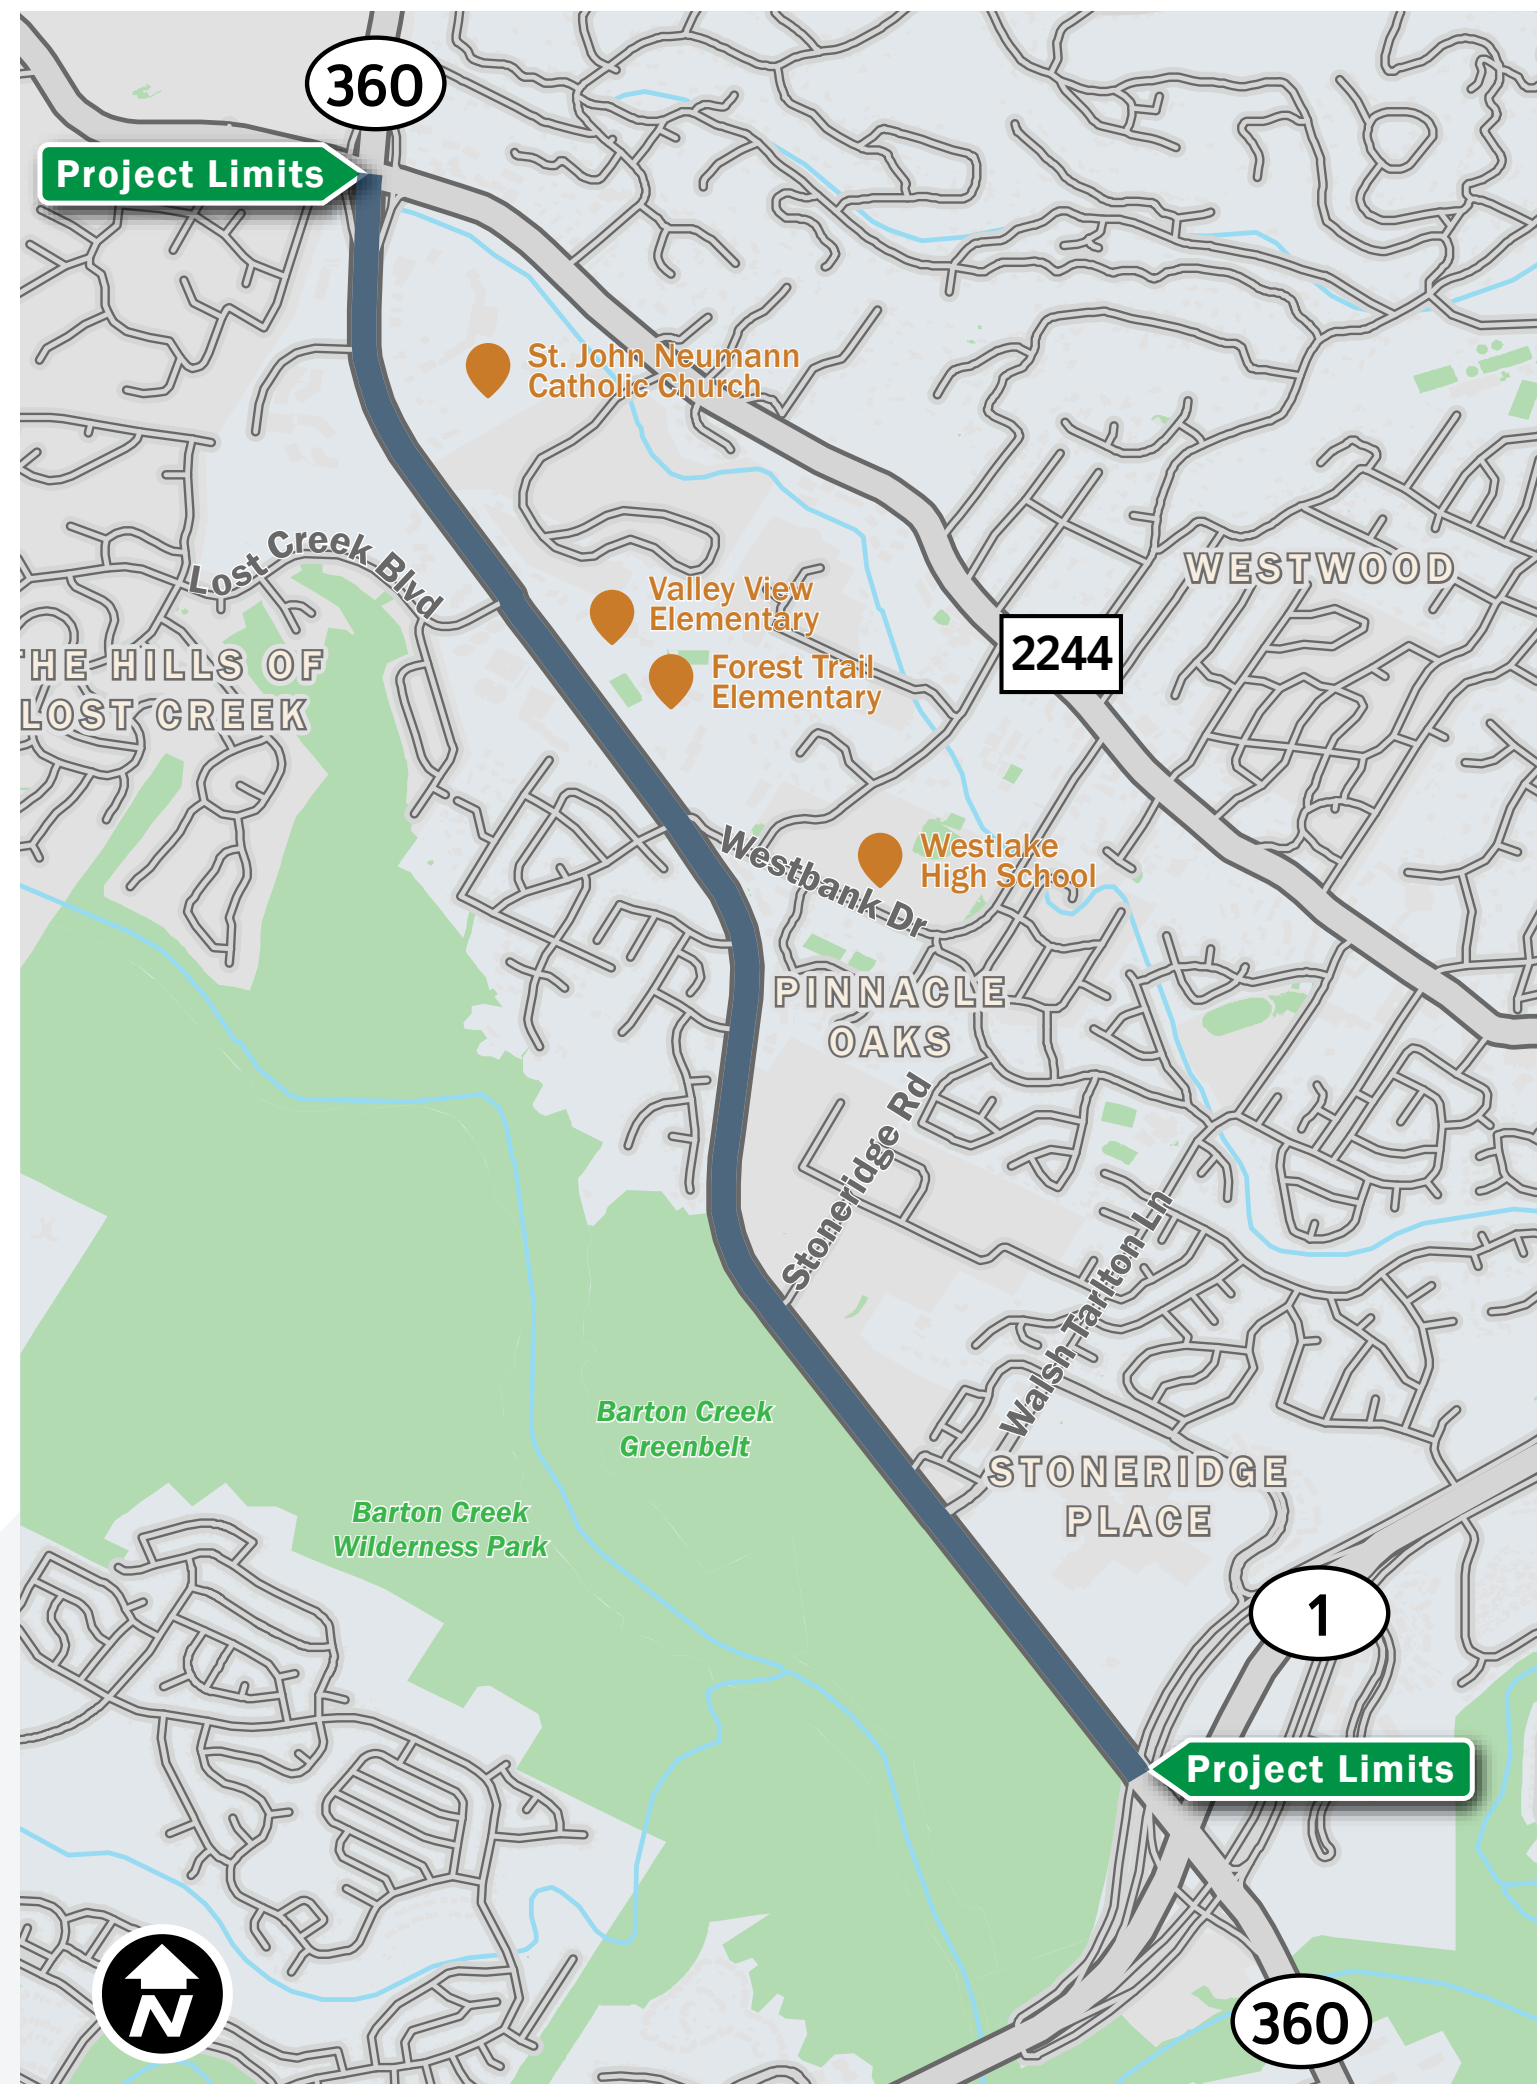 360
Project Limits
St. John Neumann
Catholic Church
Lost Creek Blvd
WESTWOOD
Valley View
Elementary
2244
THE HILLS OF
LOST CREEK
Forest Trail
Elementary
Westbank Dr
Westlake
High School
PINNACLE
OAKS
Stoneridge Rd
Walsh Tarlton Ln
Barton Creek
Greenbelt
STONERIDGE
PLACE
Barton Creek
Wilderness Park
1
Project Limits
N
360